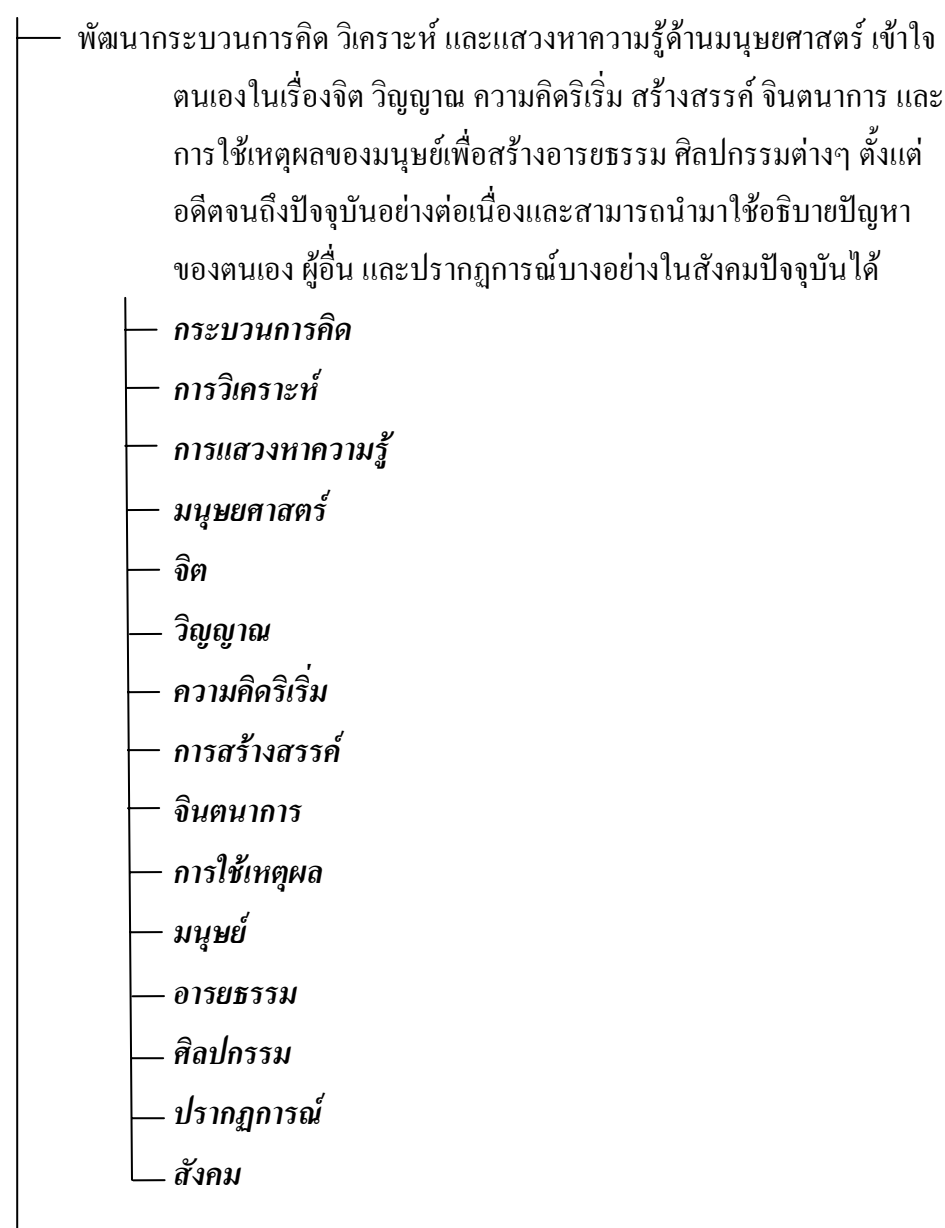 พัฒนากระบวนการคิด วิเคราะห์ และแสวงหาความรู้ด้านมนุษยศาสตร์ เข้าใจ
ตนเองในเรื่องจิต วิญญาณ ความคิดริเริ่ม สร้างสรรค์ จินตนาการ และ
การใช้เหตุผลของมนุษย์เพื่อสร้างอารยธรรม ศิลปกรรมต่างๆ ตั้งแต่
อดีตจนถึงปัจจุบันอย่างต่อเนื่องและสามารถนำมาใช้อธิบายปัญหา
ของตนเอง ผู้อื่น และปรากฏการณ์บางอย่างในสังคมปัจจุบันได้
กระบวนการคิด
การวิเคราะห์
การแสวงหาความรู้
มนุษยศาสตร์
จิต
วิญญาณ
ความคิดริเริ่ม
การสร้างสรรค์
จินตนาการ
การใช้เหตุผล
มนุษย์
อารยธรรม
ศิลปกรรม
ปรากฏการณ์
สังคม